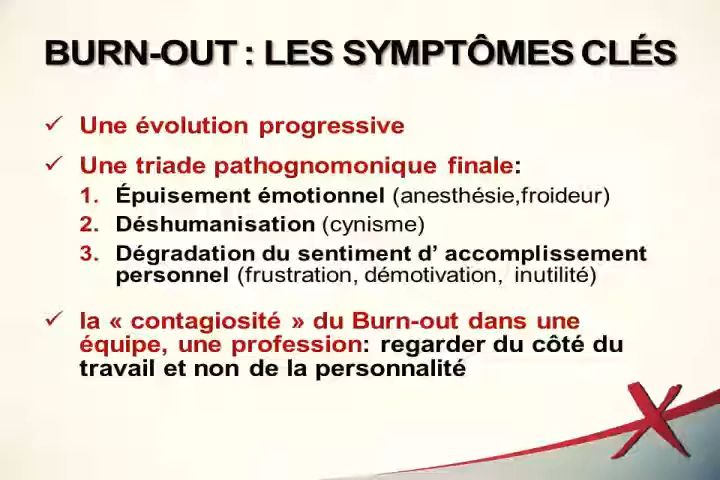 BURN-OUT : LES SYMPTÔMES CLÉS
✓ Une évolution progressive
✓ Une triade pathognomonique finale:
1. Épuisement émotionnel (anesthésie,froideur)
2. Déshumanisation (cynisme)
3. Dégradation du sentiment d’ accomplissement
personnel (frustration, démotivation, inutilité)
✓ la « contagiosité » du Burn-out dans une
équipe, une profession: regarder du côté du
travail et non de la personnalité